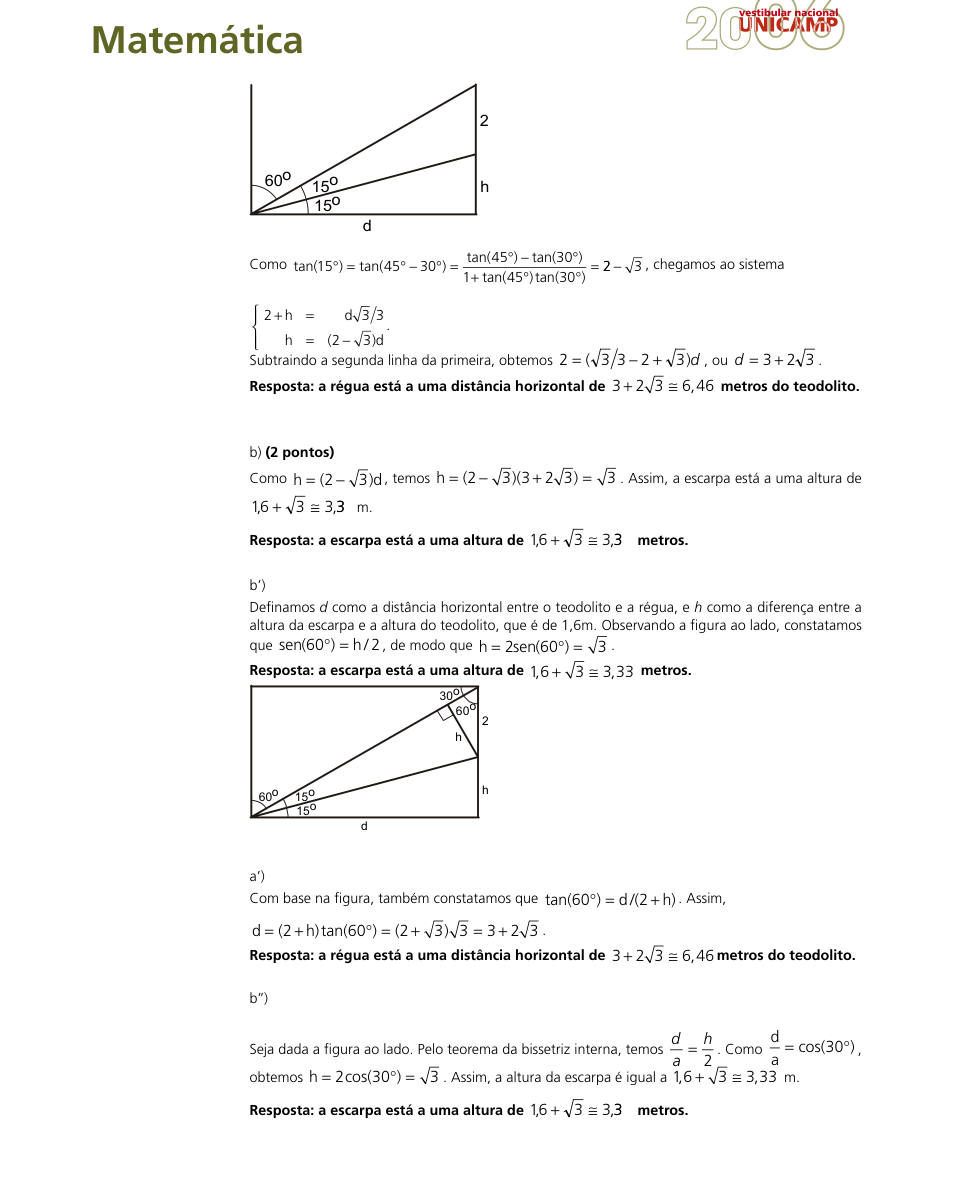 Matemática
2006
vestibular nacional
UNICAMP
2
60º
15º
15º
h
d
Como tan(15°) = tan(45° − 30°) = (tan(45°) − tan(30°))/(1 + tan(45°) tan(30°)) = 2 − √3 , chegamos ao sistema
{ 2 + h = d√3/3
h = (2 − √3)d .
Subtraindo a segunda linha da primeira, obtemos 2 = (√3/3 − 2 + √3)d , ou d = 3 + 2√3 .
Resposta: a régua está a uma distância horizontal de 3 + 2√3 ≅ 6,46 metros do teodolito.
b) (2 pontos)
Como h = (2 − √3)d, temos h = (2 − √3)(3 + 2√3) = √3 . Assim, a escarpa está a uma altura de
1,6 + √3 ≅ 3,3 m.
Resposta: a escarpa está a uma altura de 1,6 + √3 ≅ 3,3 metros.
b’)
Definamos d como a distância horizontal entre o teodolito e a régua, e h como a diferença entre a
altura da escarpa e a altura do teodolito, que é de 1,6m. Observando a figura ao lado, constatamos
que sen(60°) = h/2, de modo que h = 2sen(60°) = √3 .
Resposta: a escarpa está a uma altura de 1,6 + √3 ≅ 3,33 metros.
30º
60º
2
h
60º
15º
15º
h
d
a’)
Com base na figura, também constatamos que tan(60°) = d/(2 + h) . Assim,
d = (2 + h) tan(60°) = (2 + √3)√3 = 3 + 2√3 .
Resposta: a régua está a uma distância horizontal de 3 + 2√3 ≅ 6,46 metros do teodolito.
b”)
Seja dada a figura ao lado. Pelo teorema da bissetriz interna, temos d/a = h/2 . Como d/a = cos(30°) ,
obtemos h = 2cos(30°) = √3 . Assim, a altura da escarpa é igual a 1,6 + √3 ≅ 3,33 m.
Resposta: a escarpa está a uma altura de 1,6 + √3 ≅ 3,3 metros.